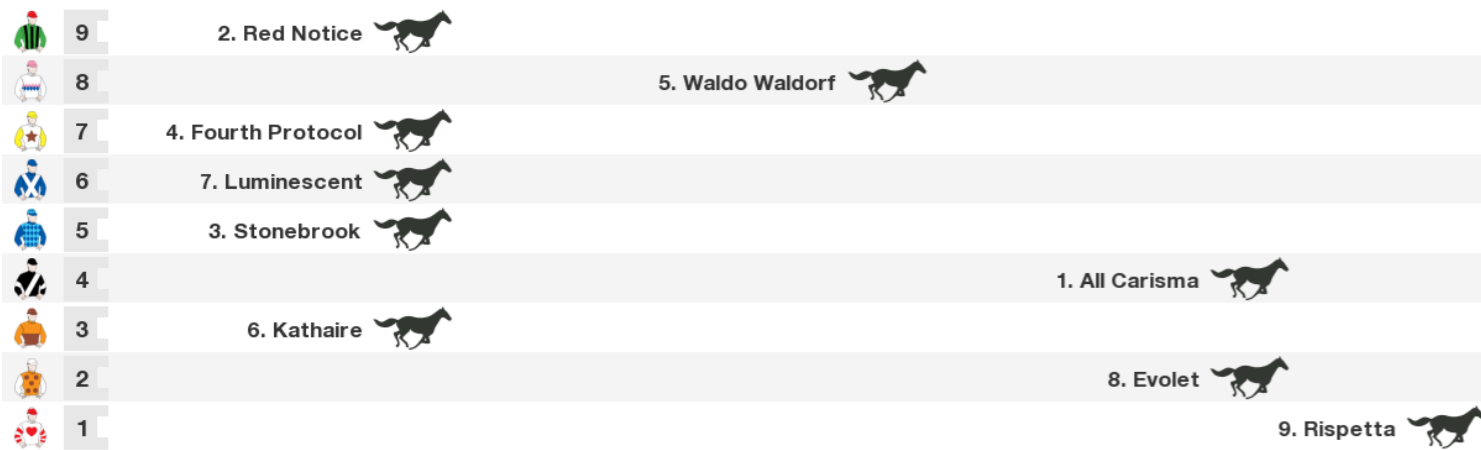 9 2. Red Notice
8 5. Waldo Waldorf
7 4. Fourth Protocol
6 7. Luminescent
5 3. Stonebrook
4 1. All Carisma
3 6. Kathaire
2 8. Evolet
1 9. Rispetta